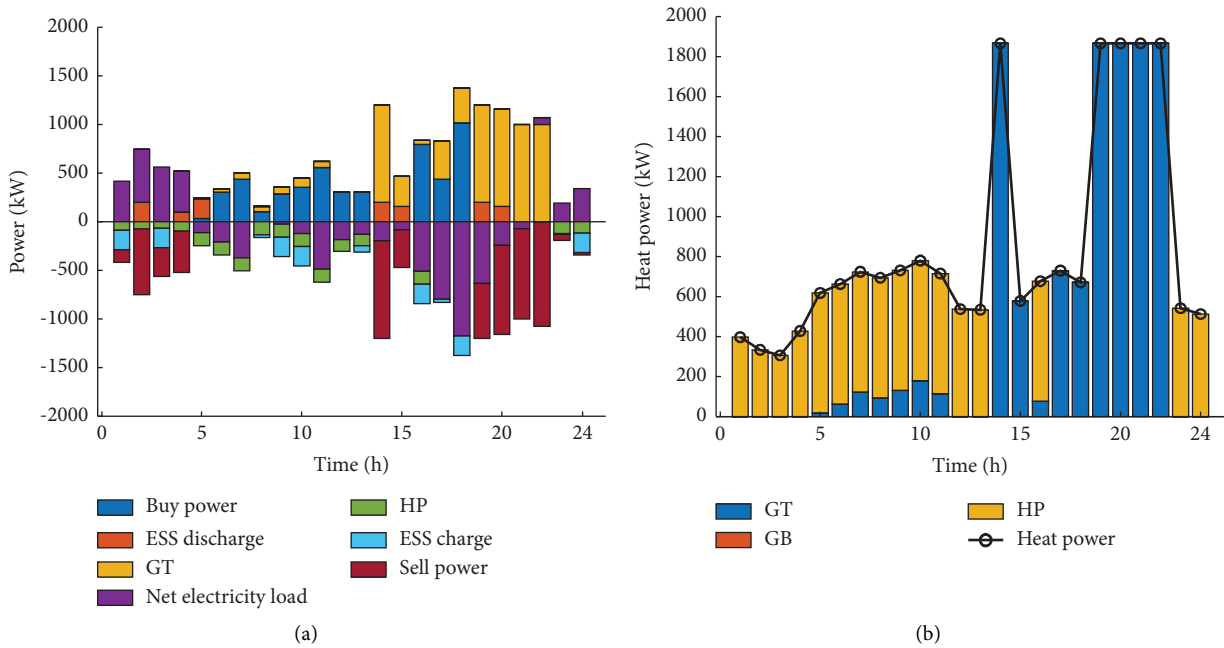 2000
1500
1000
500
0
-500
-1000
-1500
-2000
Power (kW)
0 5 10 15 20 24
Time (h)
Buy power
HP
ESS discharge
ESS charge
GT
Sell power
Net electricity load
(a)
2000
1800
1600
1400
1200
1000
800
600
400
200
0
Heat power (kW)
0 5 10 15 20 24
Time (h)
GT
HP
GB
Heat power
(b)